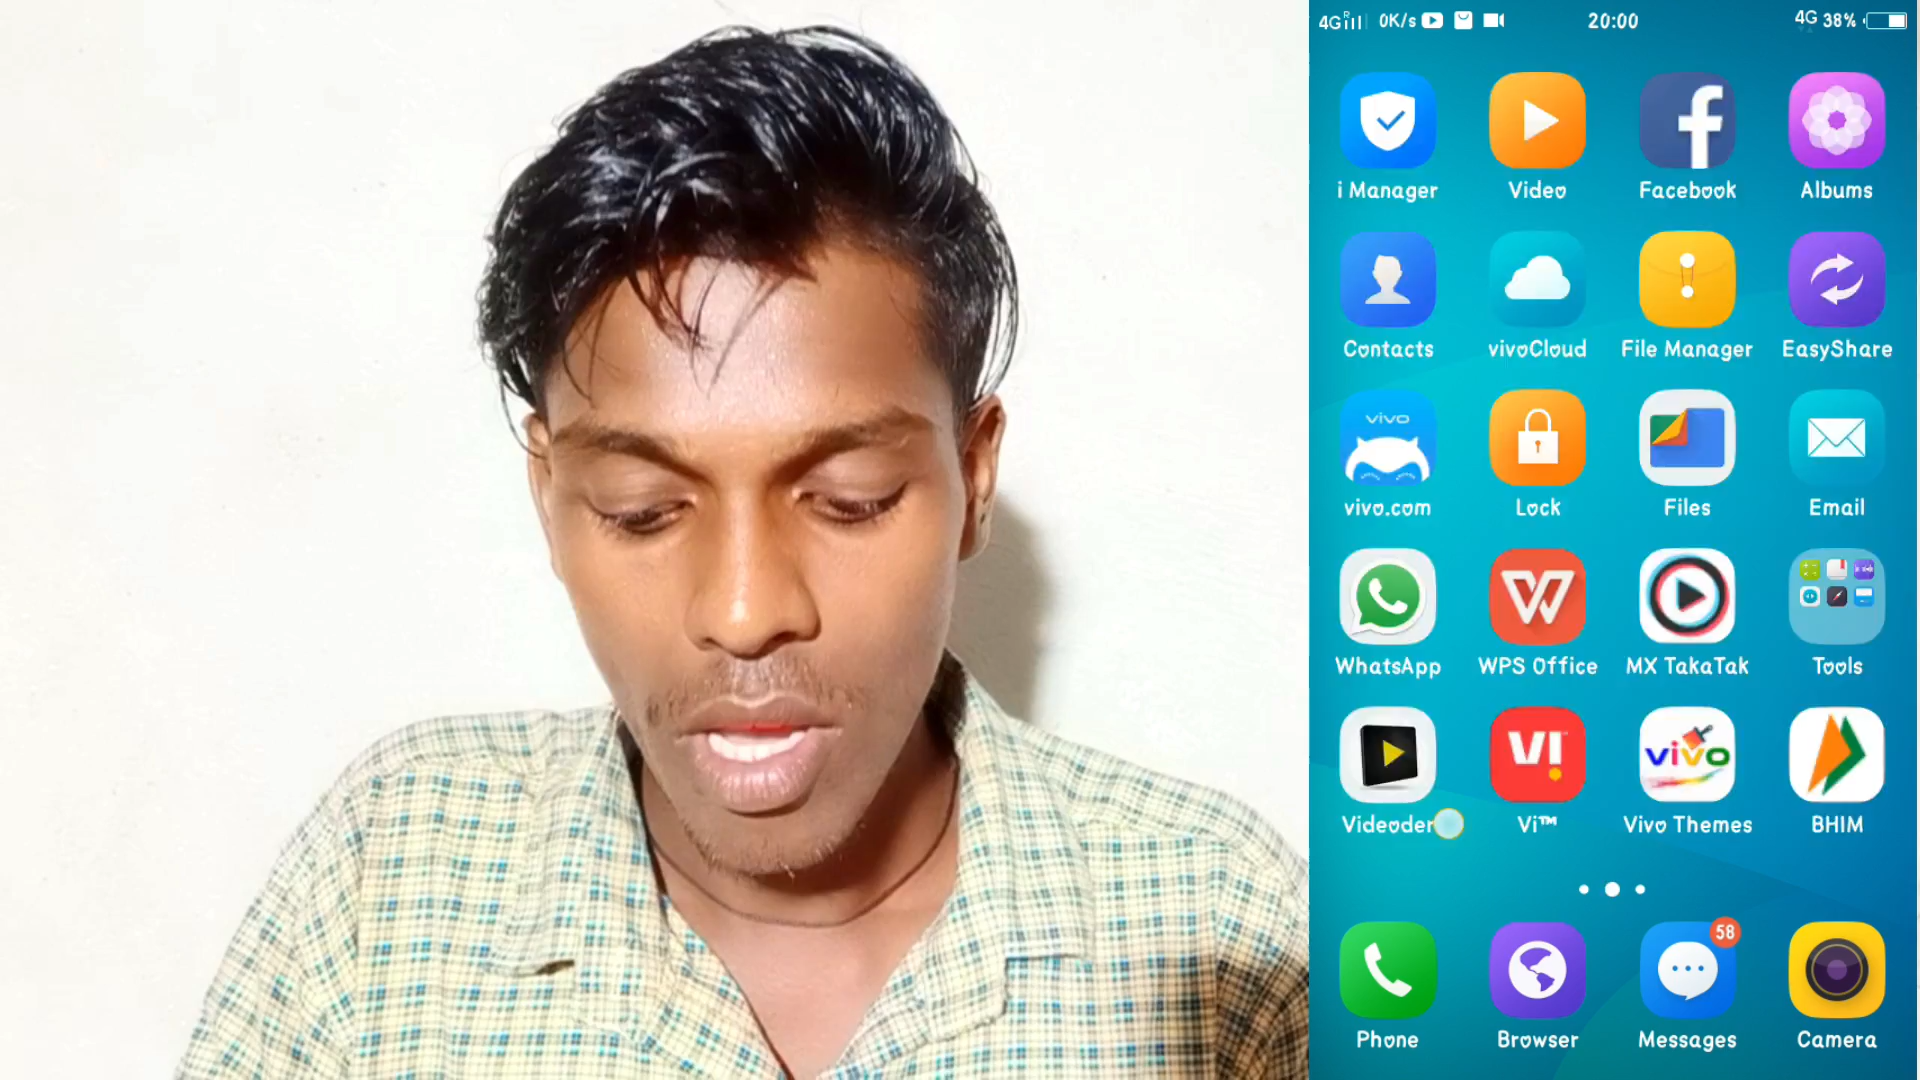 4G R 0K/s 20:00 4G 38%
i Manager Video Facebook Albums
Contacts vivoCloud File Manager EasyShare
vivo
vivo.com Lock Files Email
WhatsApp WPS Office MX TakaTak Tools
VI
vivo
Videoder Vi™ Vivo Themes BHIM
58
Phone Browser Messages Camera